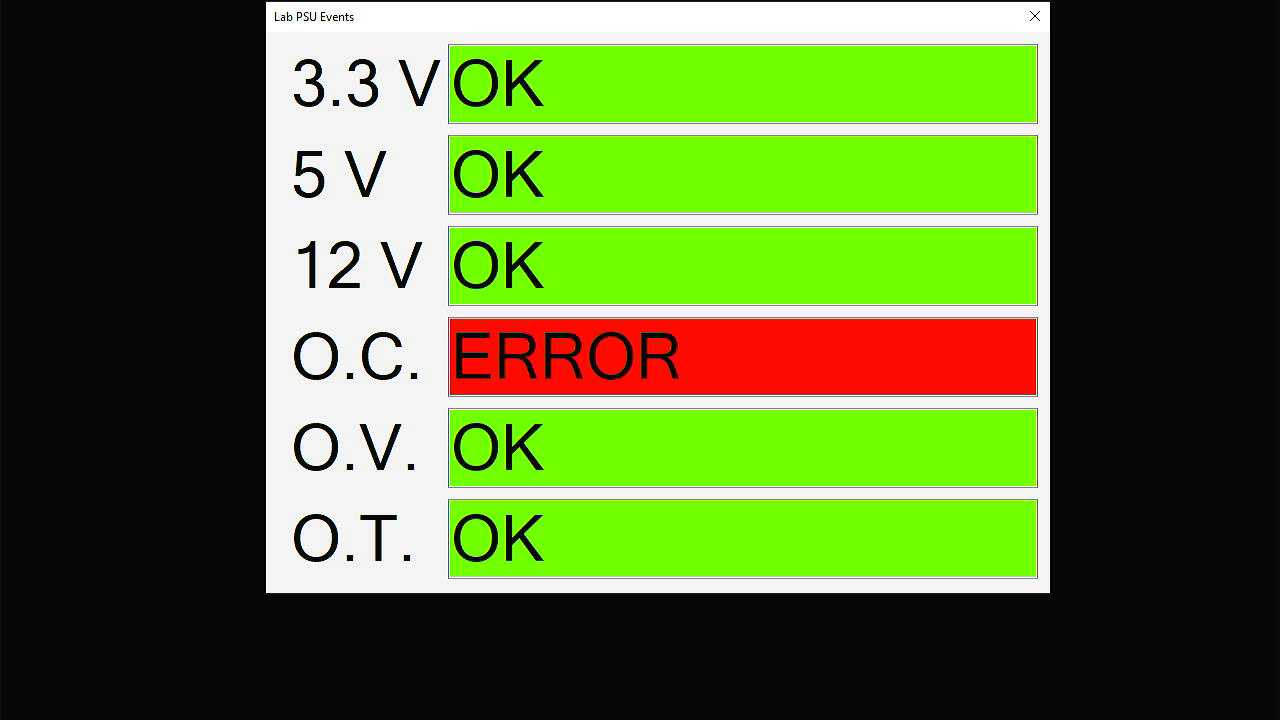 Lab PSU Events
3.3 V OK
5 V OK
12 V OK
O.C. ERROR
O.V. OK
O.T. OK